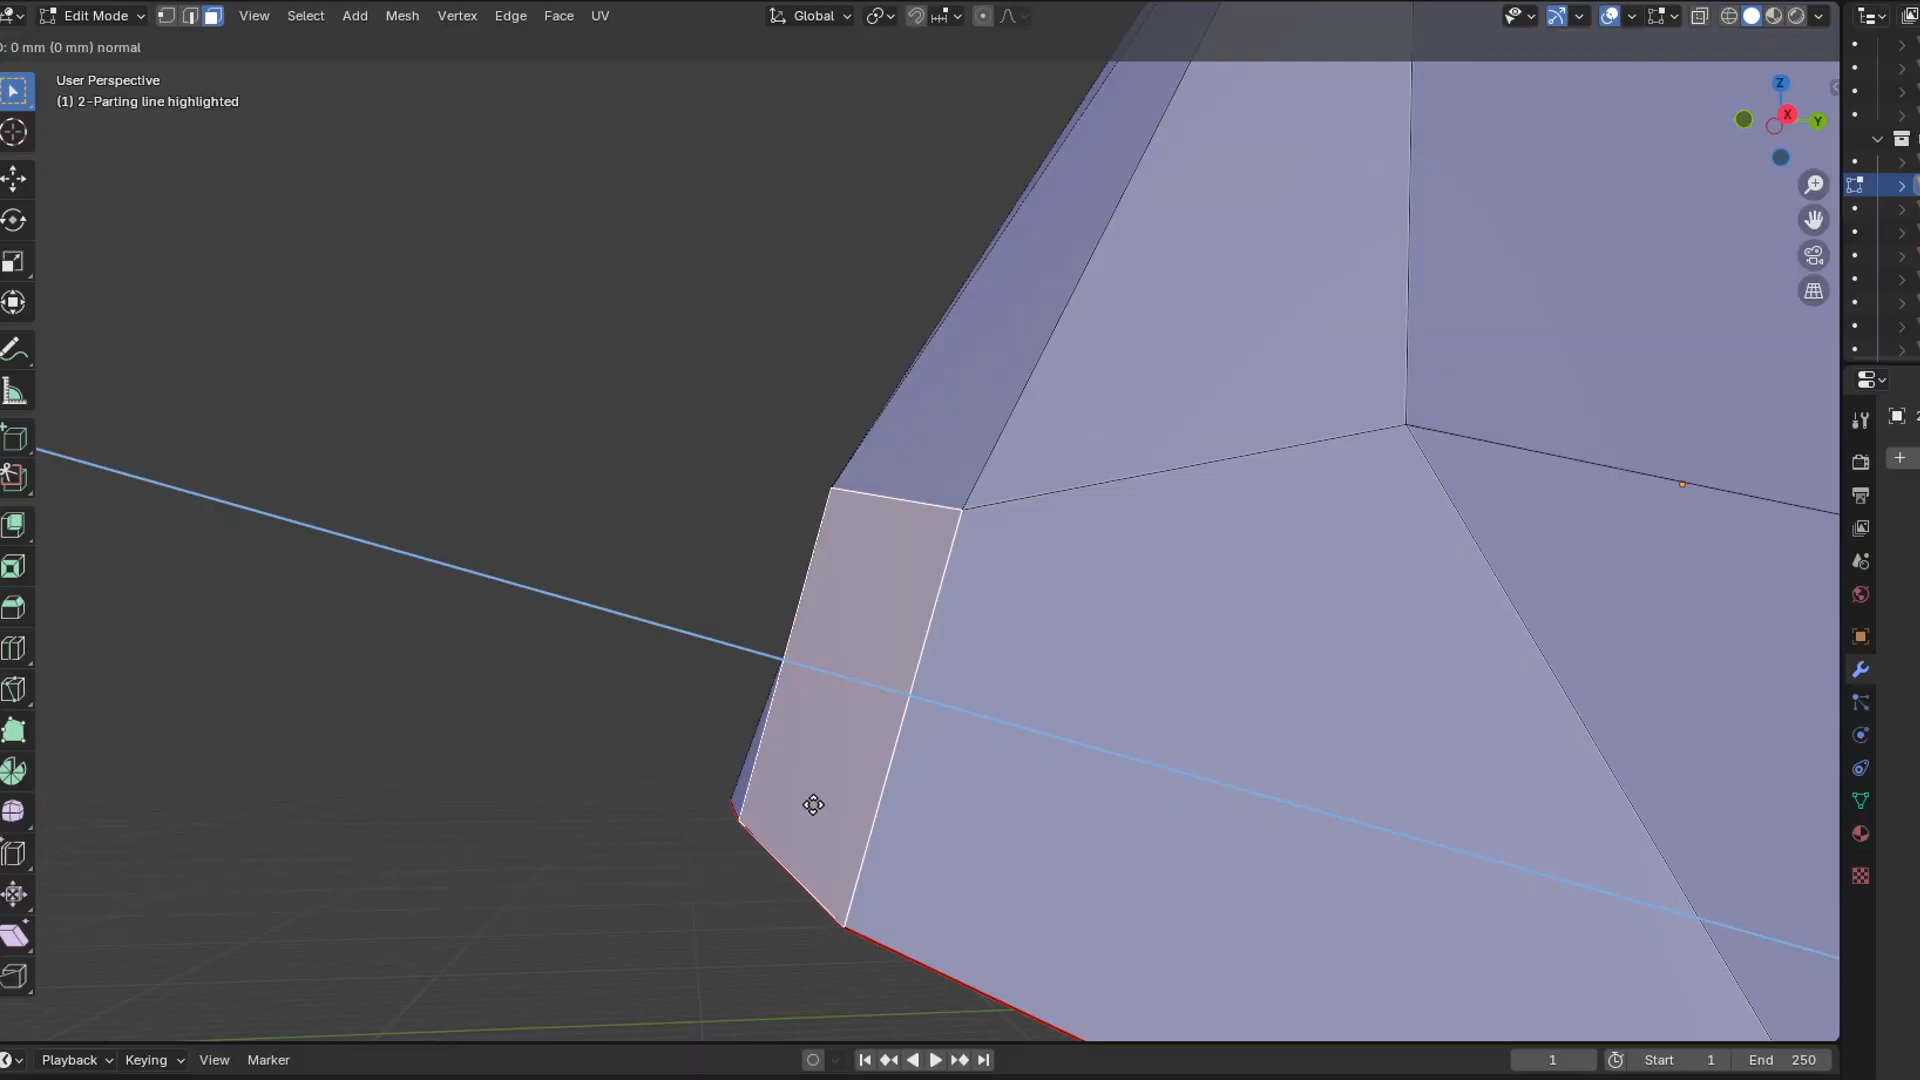 Edit Mode View Select Add Mesh Vertex Edge Face UV Global
D: 0 mm (0 mm) normal
User Perspective
(1) 2-Parting line highlighted
Z
X
Y
Playback Keying View Marker 1 Start 1 End 250